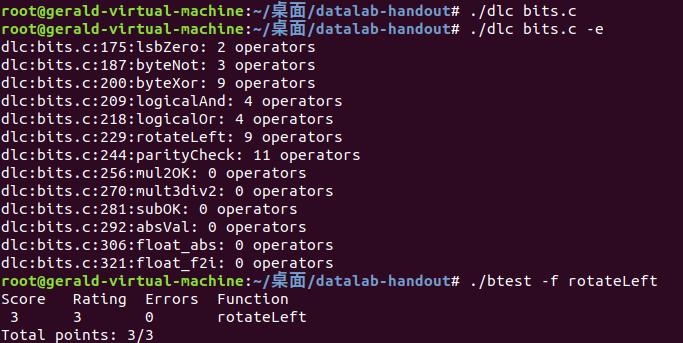 root@gerald-virtual-machine:~/桌面/datalab-handout# ./dlc bits.c
root@gerald-virtual-machine:~/桌面/datalab-handout# ./dlc bits.c -e
dlc:bits.c:175:lsbZero: 2 operators
dlc:bits.c:187:byteNot: 3 operators
dlc:bits.c:200:byteXor: 9 operators
dlc:bits.c:209:logicalAnd: 4 operators
dlc:bits.c:218:logicalOr: 4 operators
dlc:bits.c:229:rotateLeft: 9 operators
dlc:bits.c:244:parityCheck: 11 operators
dlc:bits.c:256:mul2OK: 0 operators
dlc:bits.c:270:mult3div2: 0 operators
dlc:bits.c:281:subOK: 0 operators
dlc:bits.c:292:absVal: 0 operators
dlc:bits.c:306:float_abs: 0 operators
dlc:bits.c:321:float_f2i: 0 operators
root@gerald-virtual-machine:~/桌面/datalab-handout# ./btest -f rotateLeft
Score Rating Errors Function
3 3 0 rotateLeft
Total points: 3/3